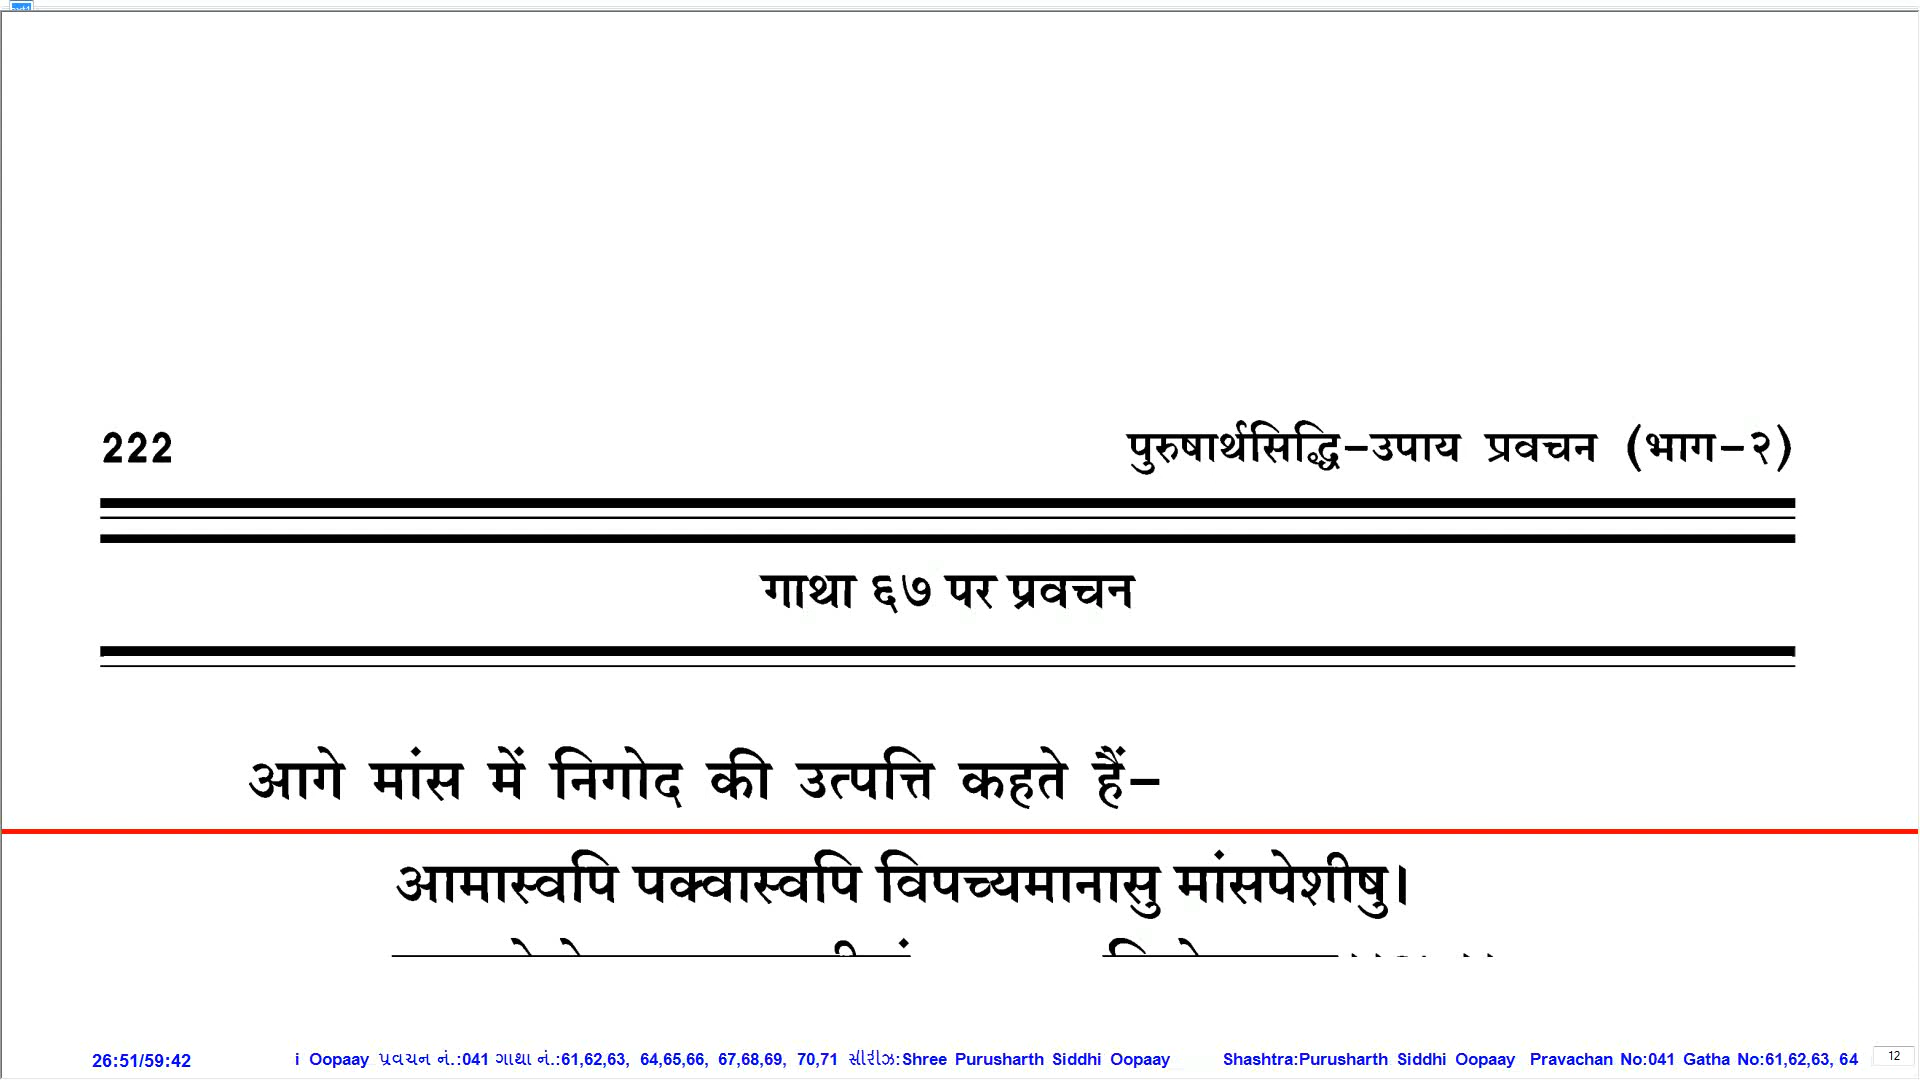 222 पुरुषार्थसिद्धि-उपाय प्रवचन (भाग-२)
गाथा ६७ पर प्रवचन
आगे मांस में निगोद की उत्पत्ति कहते हैं-
आमास्वपि पक्वास्वपि विपच्यमानासु मांसपेशीषु।
26:51/59:42 i Oopaay પ્રવચન નં.:041 ગાથા નં.:61,62,63, 64,65,66, 67,68,69, 70,71 સીરીઝ:Shree Purusharth Siddhi Oopaay Shashtra:Purusharth Siddhi Oopaay Pravachan No:041 Gatha No:61,62,63, 64 12